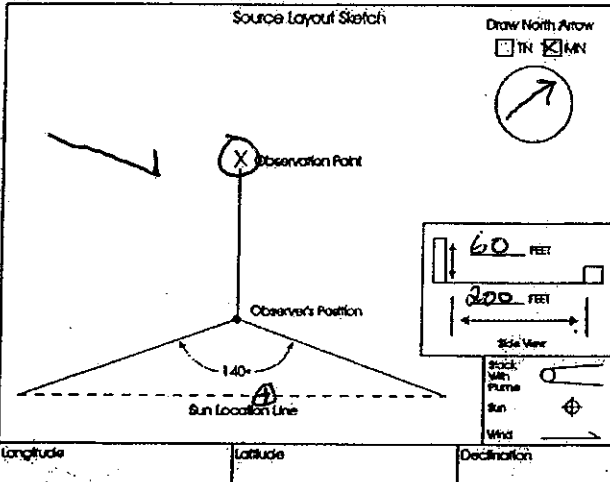 Source Layout Sketch
Draw North Arrow
TN X MN
X Observation Point
60 FEET
200 FEET
Side View
Observer's Position
140°
Sun Location Line
Stack
With
Plume
Sun
Wind
Longitude Latitude Declination